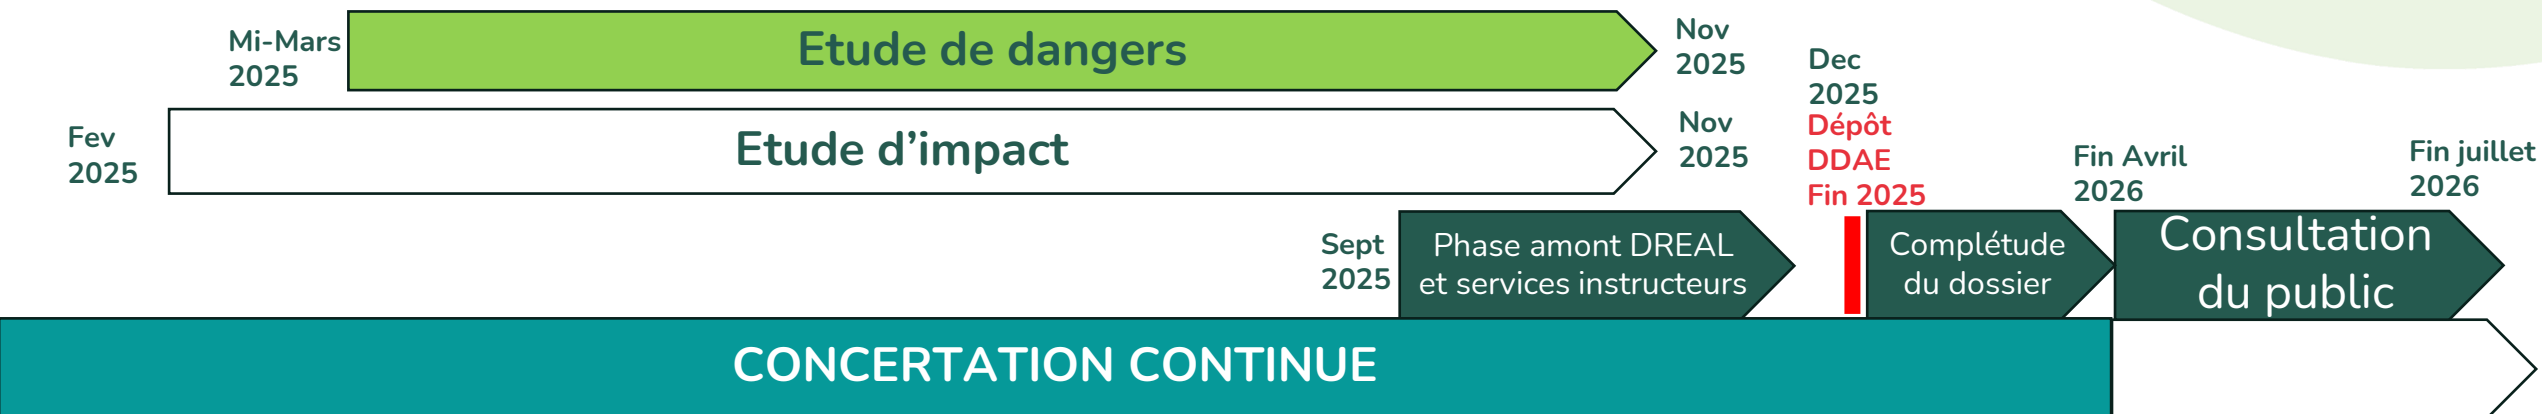 Mi-Mars
2025
Etude de dangers
Nov
2025
Fev
2025
Etude d’impact
Nov
2025
Dec
2025
Dépôt
DDAE
Fin 2025
Fin Avril
2026
Fin juillet
2026
Sept
2025
Phase amont DREAL
et services instructeurs
Complétude
du dossier
Consultation
du public
CONCERTATION CONTINUE